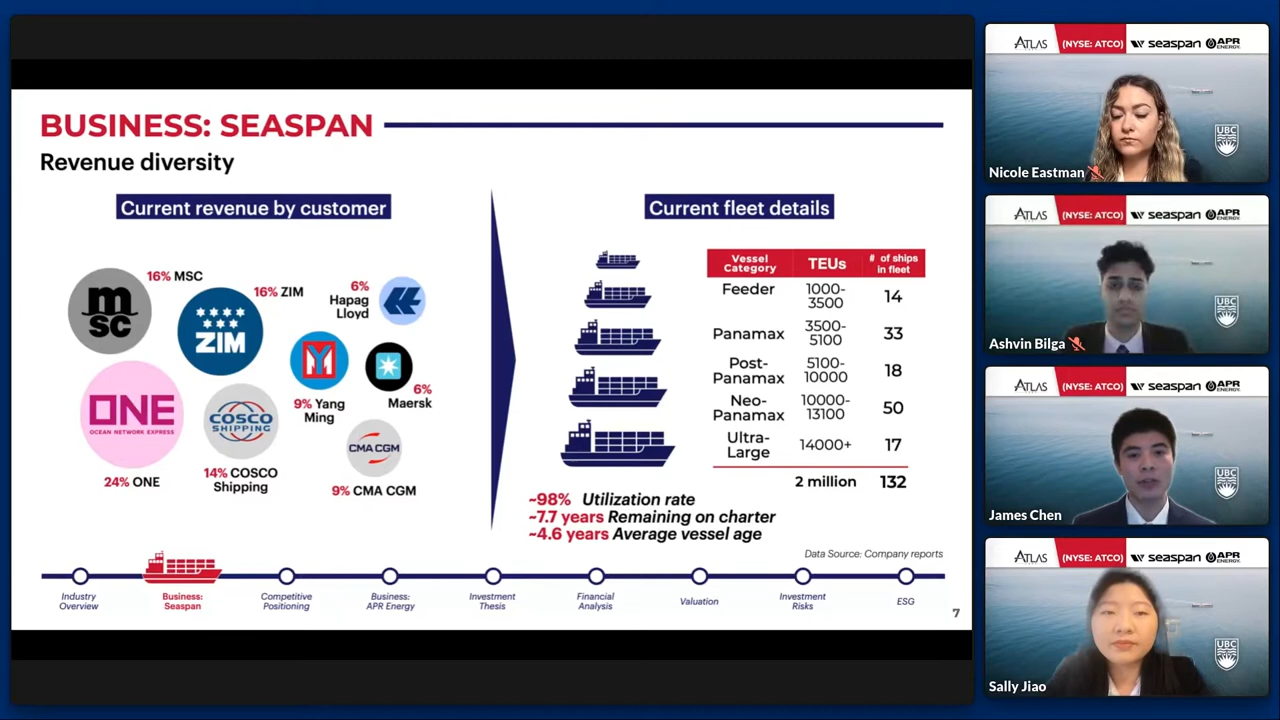 BUSINESS: SEASPAN
Revenue diversity
Current revenue by customer
16% MSC
msc
16% ZIM
ZIM
6%
Hapag
Lloyd
9% Yang
Ming
6%
Maersk
ONE
OCEAN NETWORK EXPRESS
24% ONE
COSCO
SHIPPING
14% COSCO
Shipping
CMA CGM
9% CMA CGM
Current fleet details
Vessel Category TEUs # of ships in fleet
Feeder 1000-3500 14
Panamax 3500-5100 33
Post-Panamax 5100-10000 18
Neo-Panamax 10000-13100 50
Ultra-Large 14000+ 17
2 million 132
~98% Utilization rate
~7.7 years Remaining on charter
~4.6 years Average vessel age
Data Source: Company reports
Industry Overview
Business: Seaspan
Competitive Positioning
Business: APR Energy
Investment Thesis
Financial Analysis
Valuation
Investment Risks
ESG
7
ATLAS (NYSE: ATCO) seaspan APR ENERGY
UBC
Nicole Eastman
ATLAS (NYSE: ATCO) seaspan APR ENERGY
UBC
Ashvin Bilga
ATLAS (NYSE: ATCO) seaspan APR ENERGY
UBC
James Chen
ATLAS (NYSE: ATCO) seaspan APR ENERGY
UBC
Sally Jiao